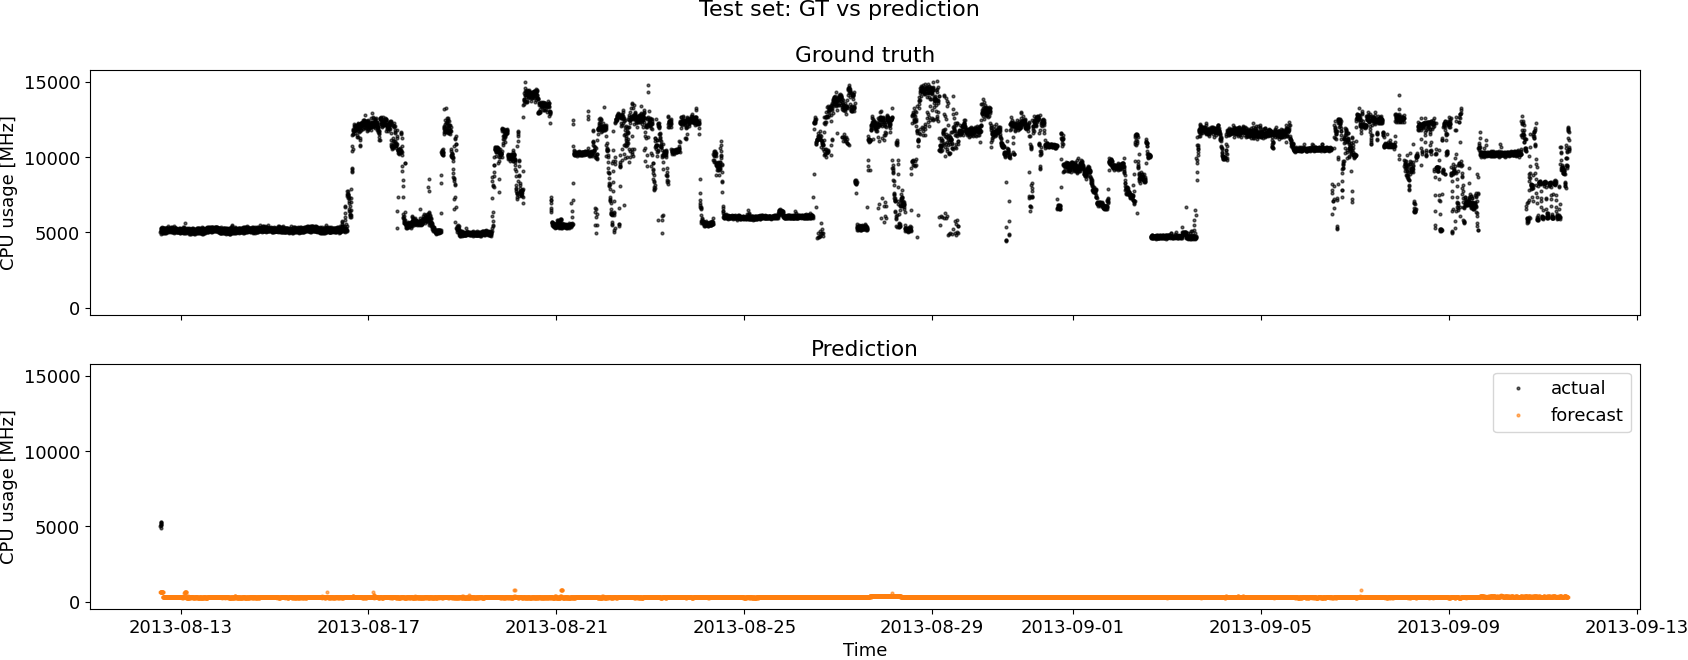 Test set: GT vs prediction
Ground truth
CPU usage [MHz]
15000
10000
5000
0
Prediction
CPU usage [MHz]
15000
10000
5000
0
actual
forecast
2013-08-13 2013-08-17 2013-08-21 2013-08-25 2013-08-29 2013-09-01 2013-09-05 2013-09-09 2013-09-13
Time